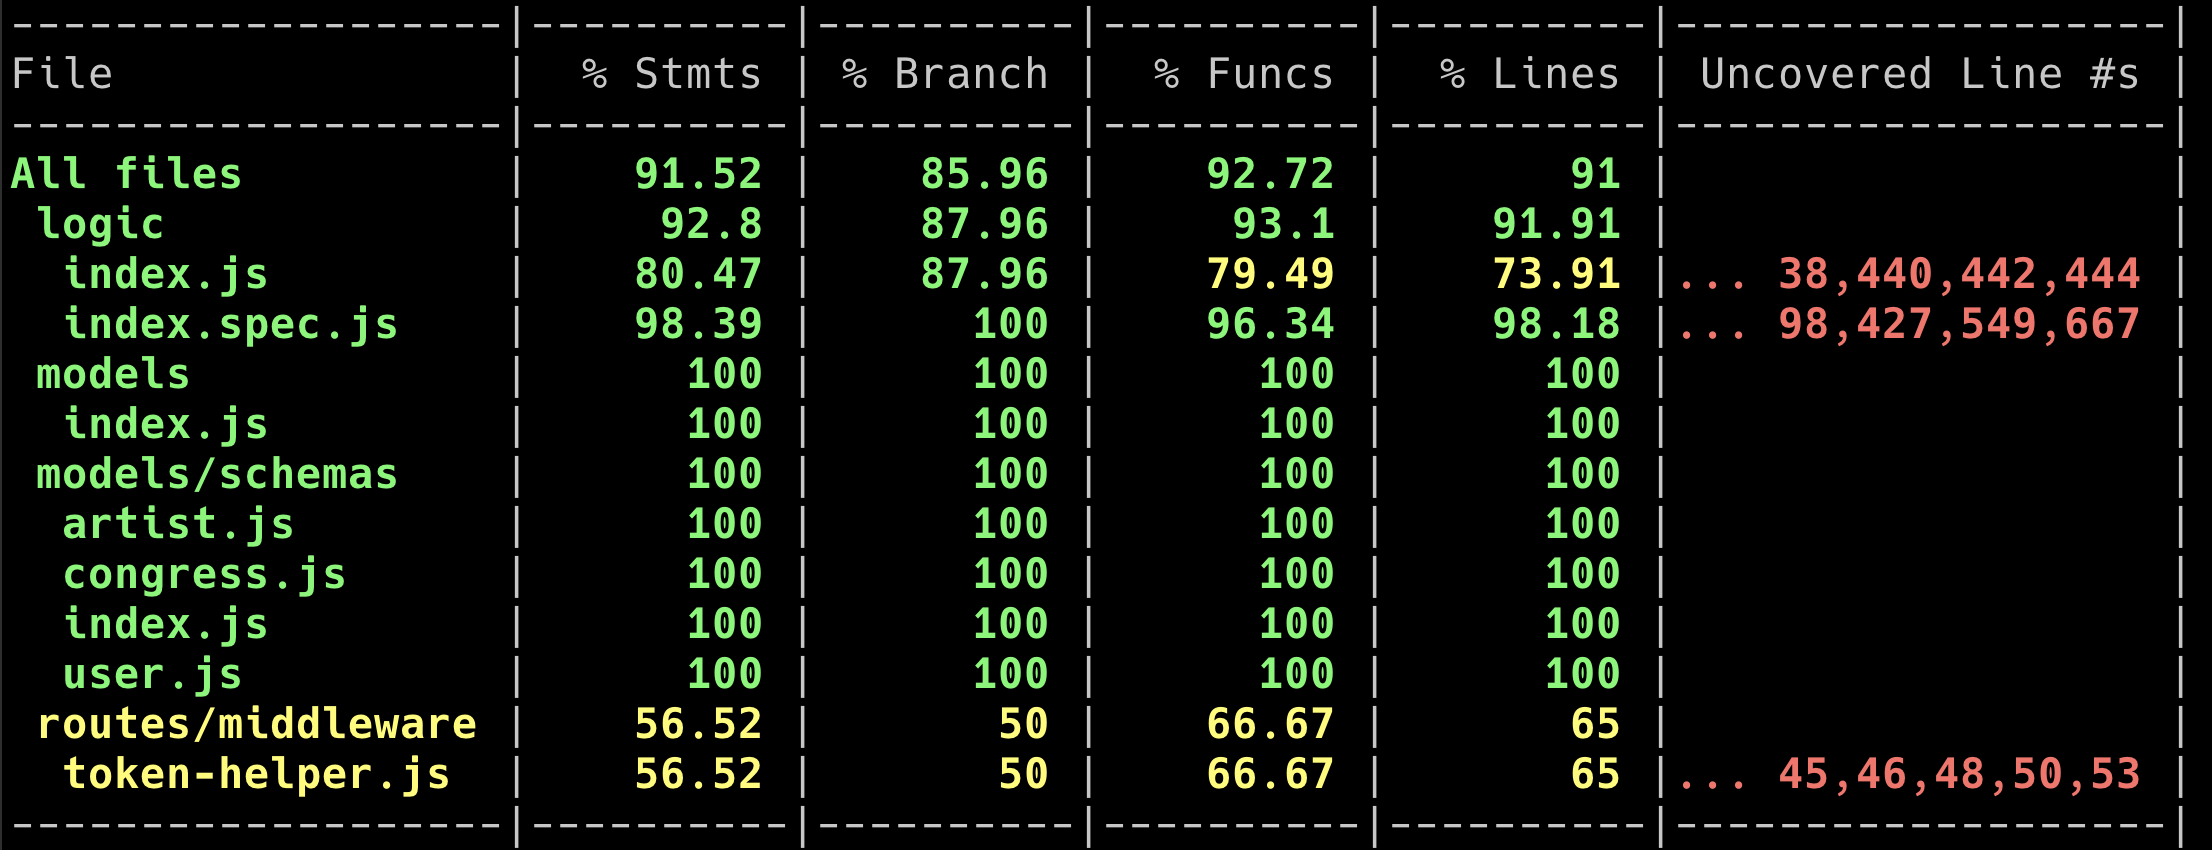 --------------------|----------|----------|----------|----------|-------------------|
File                |  % Stmts | % Branch |  % Funcs |  % Lines | Uncovered Line #s |
--------------------|----------|----------|----------|----------|-------------------|
All files           |    91.52 |    85.96 |    92.72 |       91 |                   |
 logic              |     92.8 |    87.96 |     93.1 |    91.91 |                   |
  index.js          |    80.47 |    87.96 |    79.49 |    73.91 |... 38,440,442,444 |
  index.spec.js     |    98.39 |      100 |    96.34 |    98.18 |... 98,427,549,667 |
 models             |      100 |      100 |      100 |      100 |                   |
  index.js          |      100 |      100 |      100 |      100 |                   |
 models/schemas     |      100 |      100 |      100 |      100 |                   |
  artist.js         |      100 |      100 |      100 |      100 |                   |
  congress.js       |      100 |      100 |      100 |      100 |                   |
  index.js          |      100 |      100 |      100 |      100 |                   |
  user.js           |      100 |      100 |      100 |      100 |                   |
 routes/middleware  |    56.52 |       50 |    66.67 |       65 |                   |
  token-helper.js   |    56.52 |       50 |    66.67 |       65 |... 45,46,48,50,53 |
--------------------|----------|----------|----------|----------|-------------------|